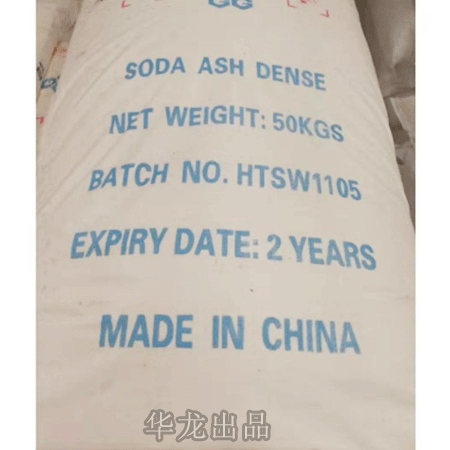 GG
SODA ASH DENSE
NET WEIGHT: 50KGS
BATCH NO. HTSW1105
EXPIRY DATE: 2 YEARS
MADE IN CHINA
华龙出品